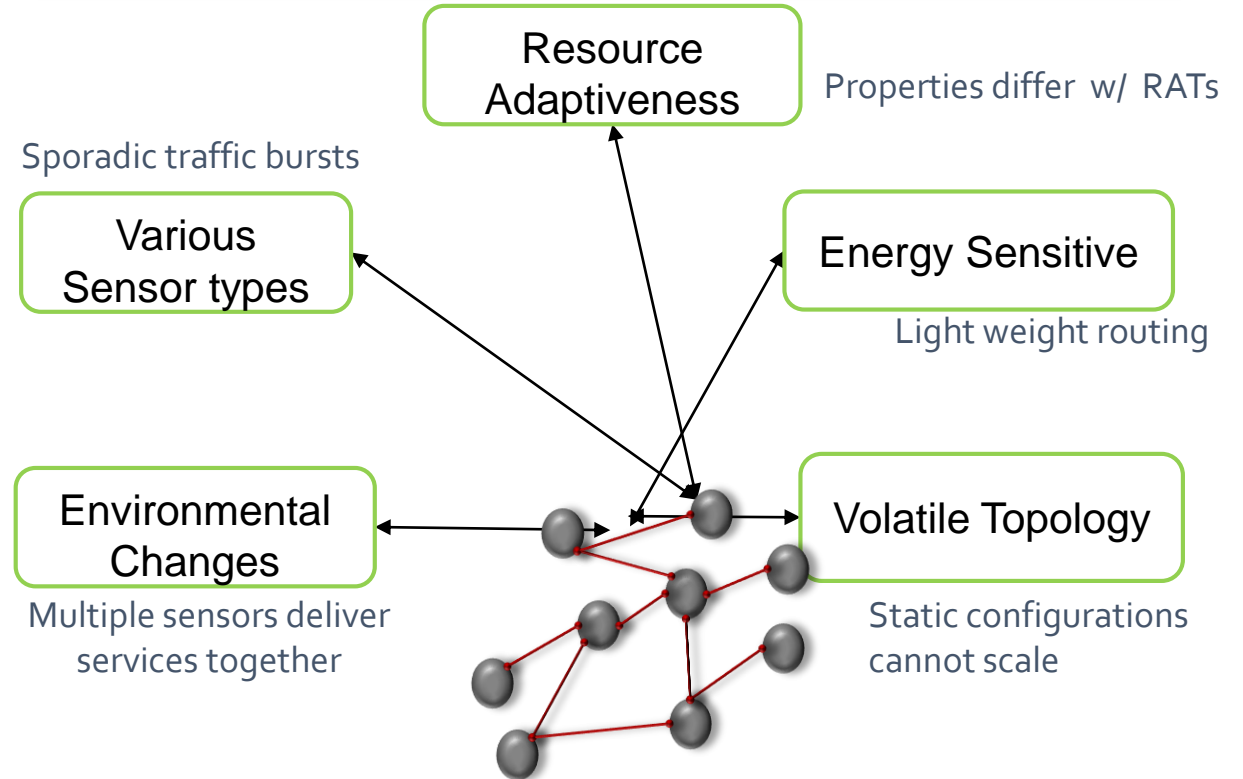 Resource
Adaptiveness
Properties differ w/ RATs
Sporadic traffic bursts
Various
Sensor types
Energy Sensitive
Light weight routing
Environmental
Changes
Multiple sensors deliver
services together
Volatile Topology
Static configurations
cannot scale